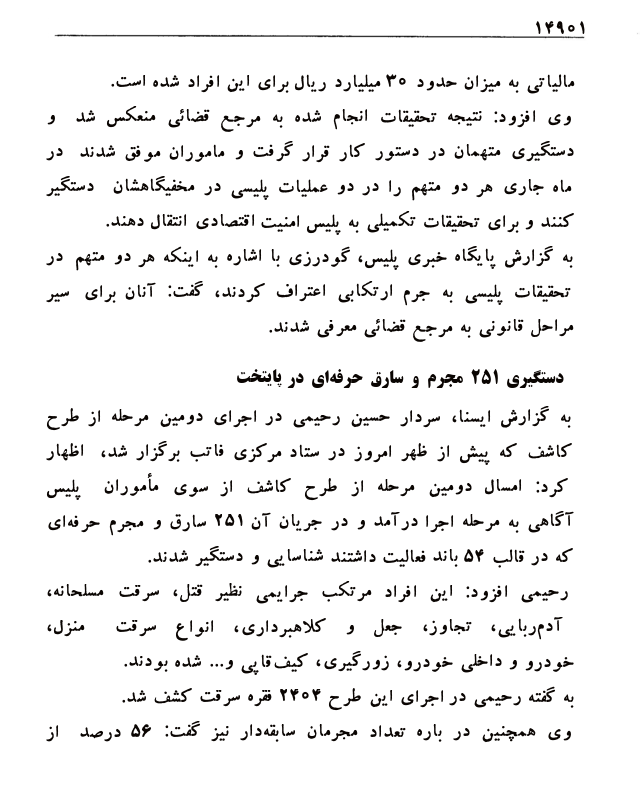 ۱۴۹۰۱
مالیاتی به میزان حدود ۳۰ میلیارد ریال برای این افراد شده است.
وی افزود: نتیجه تحقیقات انجام شده به مرجع قضائی منعکس شد و
دستگیری متهمان در دستور کار قرار گرفت و ماموران موفق شدند در
ماه جاری هر دو متهم را در دو عملیات پلیسی در مخفیگاهشان دستگیر
کنند و برای تحقیقات تکمیلی به پلیس امنیت اقتصادی انتقال دهند.
به گزارش پایگاه خبری پلیس، گودرزی با اشاره به اینکه هر دو متهم در
تحقیقات پلیسی به جرم ارتکابی اعتراف کردند، گفت: آنان برای سیر
مراحل قانونی به مرجع قضائی معرفی شدند.
دستگیری ۲۵۱ مجرم و سارق حرفه‌ای در پایتخت
به گزارش ایسنا، سردار حسین رحیمی در اجرای دومین مرحله از طرح
کاشف که پیش از ظهر امروز در ستاد مرکزی فاتب برگزار شد، اظهار
کرد: امسال دومین مرحله از طرح کاشف از سوی مأموران پلیس
آگاهی به مرحله اجرا درآمد و در جریان آن ۲۵۱ سارق و مجرم حرفه‌ای
که در قالب ۵۴ باند فعالیت داشتند شناسایی و دستگیر شدند.
رحیمی افزود: این افراد مرتکب جرایمی نظیر قتل، سرقت مسلحانه،
آدم‌ربایی، تجاوز، جعل و کلاهبرداری، انواع سرقت منزل،
خودرو و داخلی خودرو، زورگیری، کیف‌قاپی و... شده بودند.
به گفته رحیمی در اجرای این طرح ۲۴۰۴ فقره سرقت کشف شد.
وی همچنین در باره تعداد مجرمان سابقه‌دار نیز گفت: ۵۶ درصد از